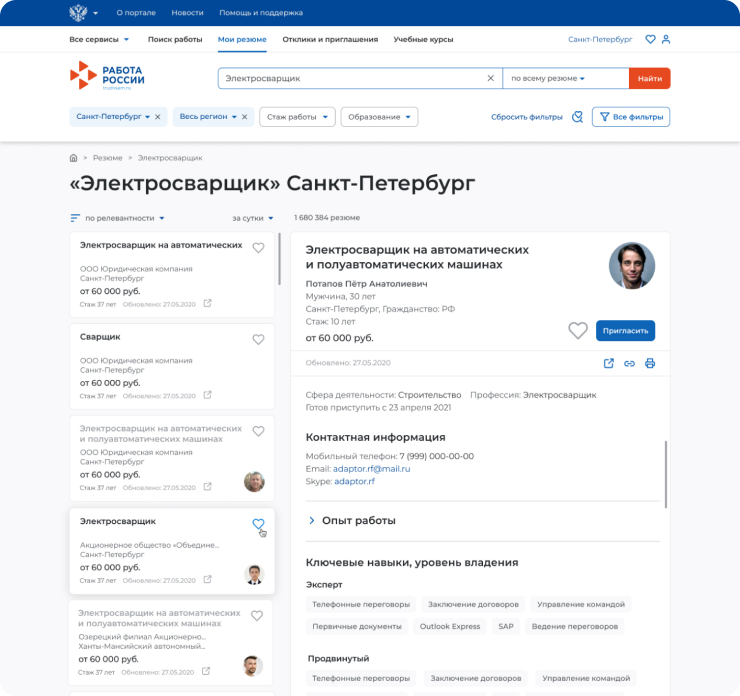 О портале
Новости
Помощь и поддержка
Все сервисы
Поиск работы
Мои резюме
Отклики и приглашения
Учебные курсы
Санкт-Петербург
РАБОТА
РОССИИ
trudvsem.ru
Электросварщик
по всему резюме
Найти
Санкт-Петербург
Весь регион
Стаж работы
Образование
Сбросить фильтры
Все фильтры
> Резюме > Электросварщик
«Электросварщик» Санкт-Петербург
по релевантности
за сутки
1 680 384 резюме
Электросварщик на автоматических
ООО Юридическая компания
Санкт-Петербург
от 60 000 руб.
Стаж 37 лет Обновлено: 27.05.2020
Сварщик
ООО Юридическая компания
Санкт-Петербург
от 60 000 руб.
Стаж 37 лет Обновлено: 27.05.2020
Электросварщик на автоматических
и полуавтоматических машинах
ООО Юридическая компания
Санкт-Петербург
от 60 000 руб.
Стаж 37 лет Обновлено: 27.05.2020
Электросварщик
Акционерное общество «Объедине...
Санкт-Петербург
от 60 000 руб.
Стаж 37 лет Обновлено: 27.05.2020
Электросварщик на автоматических
и полуавтоматических машинах
Озерецкий филиал Акционерно...
Ханты-Мансийский автономный...
от 60 000 руб.
Стаж 37 лет Обновлено: 27.05.2020
Электросварщик на автоматических
и полуавтоматических машинах
Потапов Пётр Анатолиевич
Мужчина, 30 лет
Санкт-Петербург, Гражданство: РФ
Стаж: 10 лет
от 60 000 руб.
Пригласить
Обновлено: 27.05.2020
Сфера деятельности: Строительство Профессия: Электросварщик
Готов приступить с 23 апреля 2021
Контактная информация
Мобильный телефон: 7 (999) 000-00-00
Email: adaptor.rf@mail.ru
Skype: adaptor.rf
Опыт работы
Ключевые навыки, уровень владения
Эксперт
Телефонные переговоры
Заключение договоров
Управление командой
Первичные документы
Outlook Express
SAP
Ведение переговоров
Продвинутый
Телефонные переговоры
Заключение договоров
Управление командой